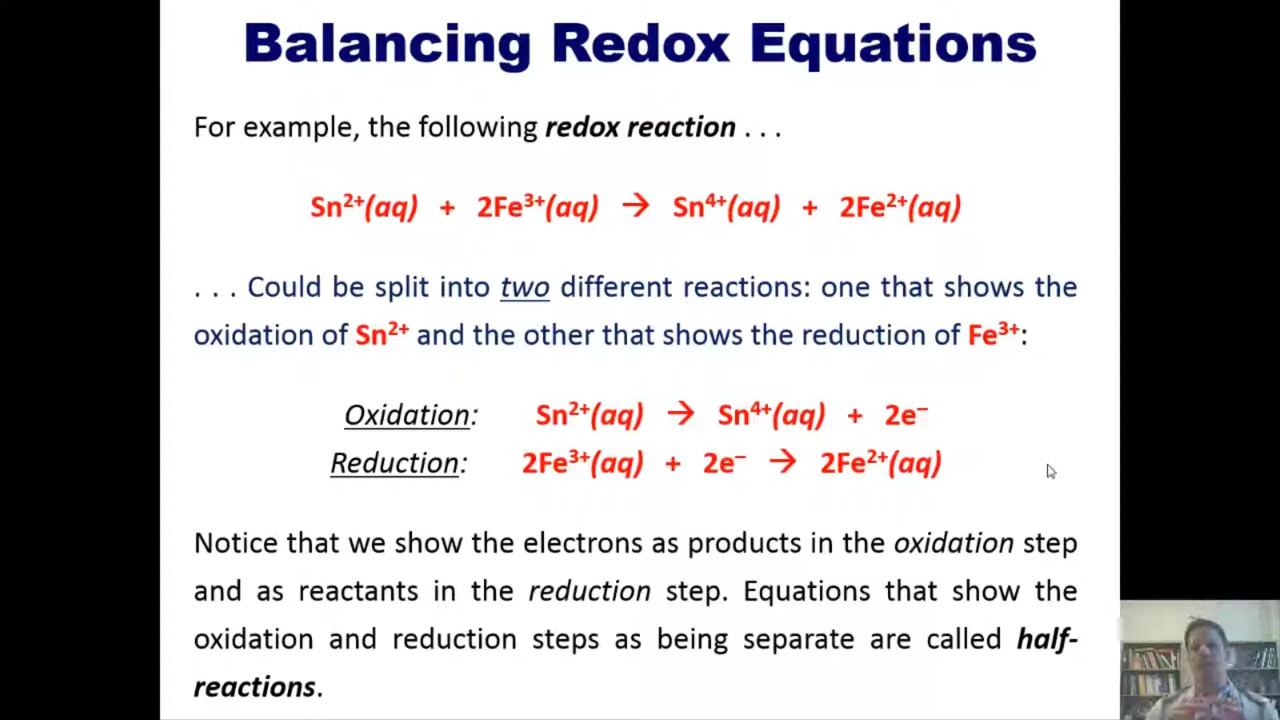 Balancing Redox Equations
For example, the following redox reaction . . .
Sn²⁺(aq) + 2Fe³⁺(aq) → Sn⁴⁺(aq) + 2Fe²⁺(aq)
. . . Could be split into two different reactions: one that shows the
oxidation of Sn²⁺ and the other that shows the reduction of Fe³⁺:
Oxidation: Sn²⁺(aq) → Sn⁴⁺(aq) + 2e⁻
Reduction: 2Fe³⁺(aq) + 2e⁻ → 2Fe²⁺(aq)
Notice that we show the electrons as products in the oxidation step
and as reactants in the reduction step. Equations that show the
oxidation and reduction steps as being separate are called half-
reactions.